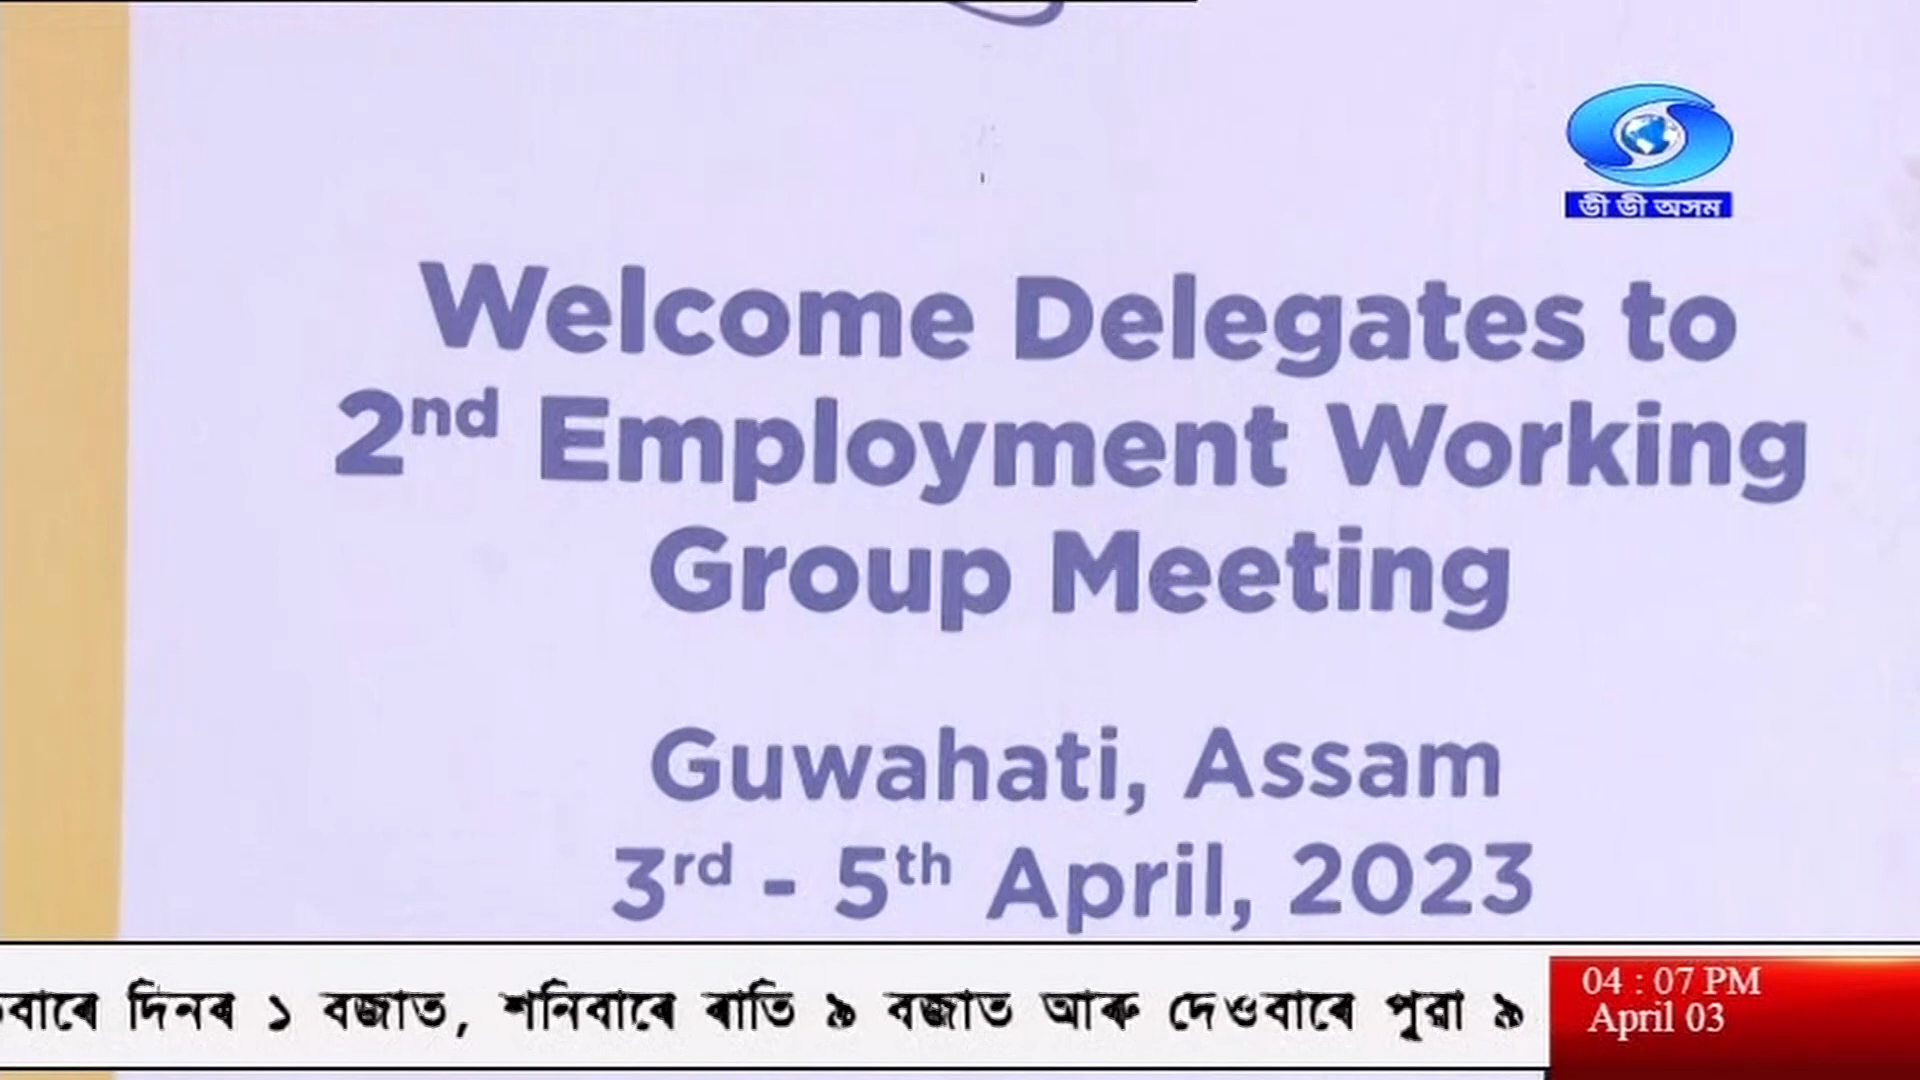 ডী ডী অসম
Welcome Delegates to
2nd Employment Working
Group Meeting
Guwahati, Assam
3rd - 5th April, 2023
বাৰে দিনৰ ১ বজাত, শনিবাৰে ৰাতি ৯ বজাত আৰু দেওবাৰে পুৱা ৯
04 : 07 PM
April 03